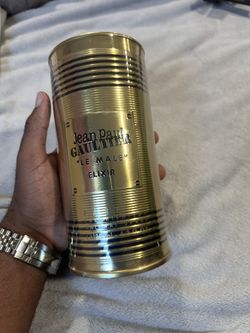 Jean Paul
GAULTIER
"LE MALE"
ELIXIR